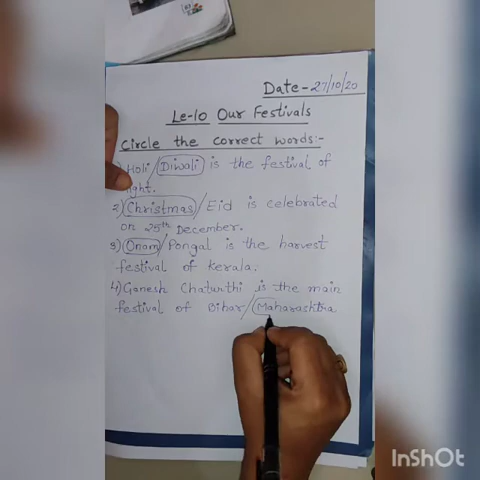 Date-27/10/20
Le-10 Our Festivals
Circle the correct words:-
Holi/Diwali is the festival of
light.
2) Christmas/Eid is celebrated
on 25th December.
3) Onam/Pongal is the harvest
festival of Kerala.
4) Ganesh Chaturthi is the main
festival of Bihar/Maharashtra
InShOt